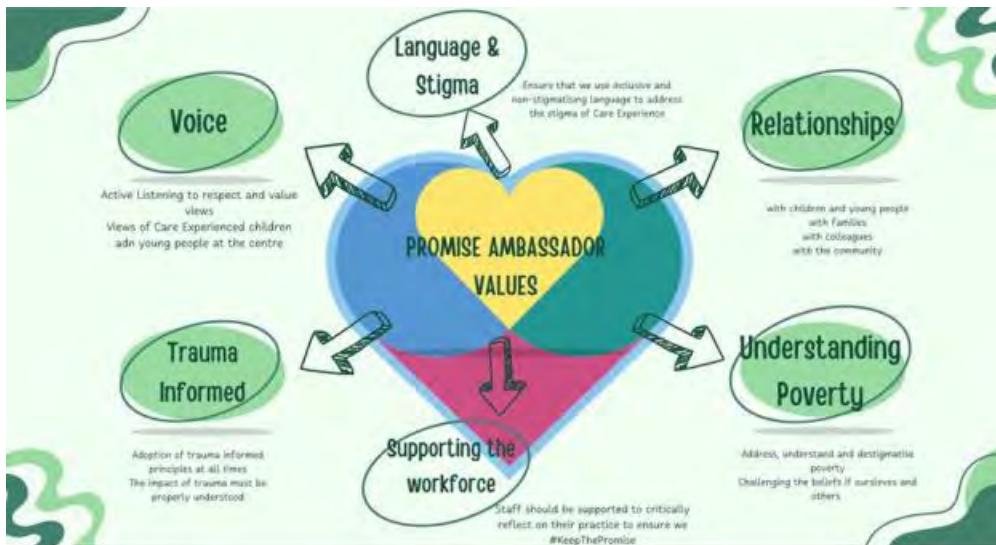 Language &
Stigma
Ensure that we use inclusive and
non-stigmatising language to address
the stigma of Care Experience
Voice
Active Listening to respect and value
views
Views of Care Experienced children
adn young people at the centre
Relationships
with children and young people
with families
with colleagues
with the community
PROMISE AMBASSADOR
VALUES
Trauma
Informed
Adoption of trauma informed
principles at all times
The impact of trauma must be
properly understood
Understanding
Poverty
Address, understand and destigmatise
poverty
Challenging the beliefs if oursleves and
others
Supporting the
workforce
Staff should be supported to critically
reflect on their practice to ensure we
#KeepThePromise